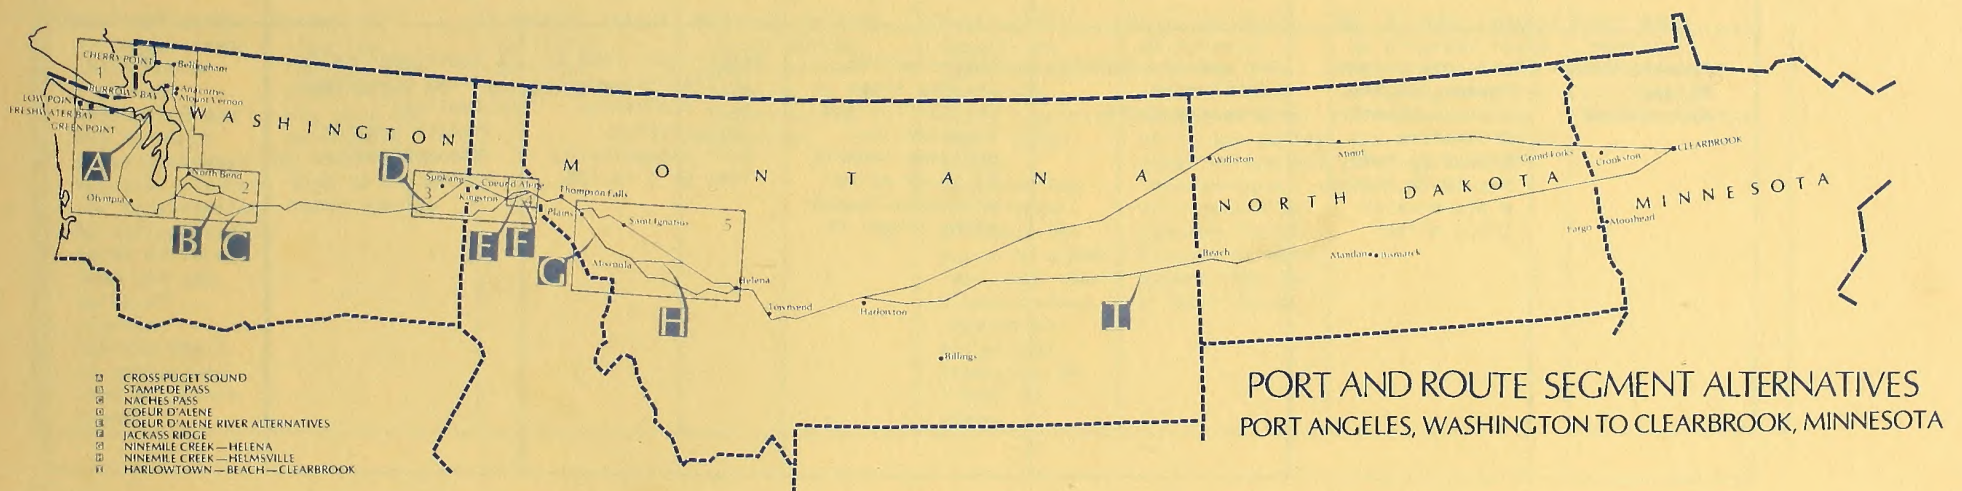 CHERRY POINT
1
Bellingham
BURROWS BAY
Anacortes
Mount Vernon
LOW POINT
FRESHWATER BAY
GREEN POINT
WASHINGTON
A
North Bend
2
Olympia
B
C
D
Spokane
3
Coeur d'Alene
Kingston
4
E
F
MONTANA
Thompson Falls
Plains
Saint Ignatius
5
G
Missoula
H
Helena
Townsend
Harlowton
Billings
I
Williston
Minot
Grand Forks
Crookston
CLEARBROOK
NORTH DAKOTA
MINNESOTA
Beach
Mandan
Bismarck
Fargo
Moorhead
A CROSS PUGET SOUND
B STAMPEDE PASS
C NACHES PASS
D COEUR D'ALENE
E COEUR D'ALENE RIVER ALTERNATIVES
F JACKASS RIDGE
G NINEMILE CREEK—HELENA
H NINEMILE CREEK—HELMSVILLE
I HARLOWTOWN—BEACH—CLEARBROOK
PORT AND ROUTE SEGMENT ALTERNATIVES
PORT ANGELES, WASHINGTON TO CLEARBROOK, MINNESOTA